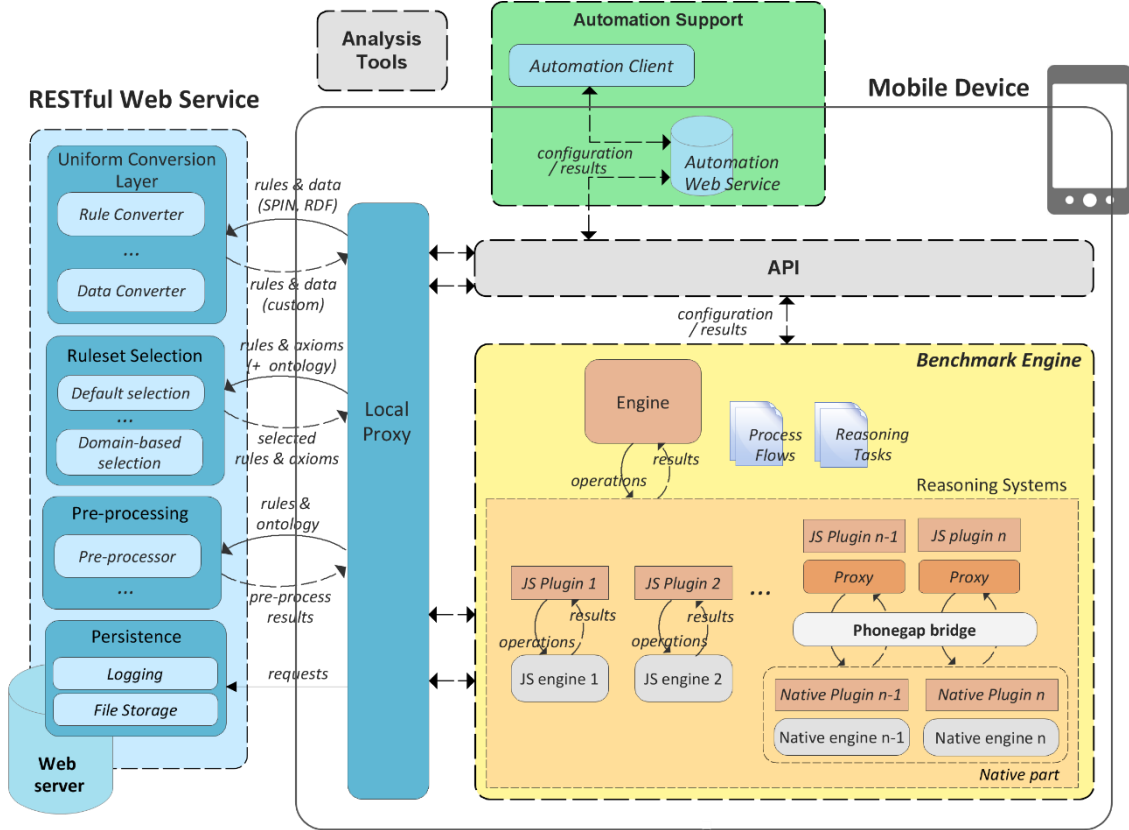 Analysis
Tools
Automation Support
Automation Client
configuration
/ results
Automation
Web Service
Mobile Device
RESTful Web Service
Uniform Conversion
Layer
Rule Converter
...
Data Converter
rules & data
(SPIN, RDF)
rules & data
(custom)
Ruleset Selection
Default selection
...
Domain-based
selection
rules & axioms
(+ ontology)
selected
rules & axioms
Pre-processing
Pre-processor
...
rules &
ontology
pre-process
results
Persistence
Logging
File Storage
requests
Web
server
Local
Proxy
API
configuration
/ results
Benchmark Engine
Engine
operations
results
Process
Flows
Reasoning
Tasks
Reasoning Systems
JS Plugin 1
operations
results
JS engine 1
JS Plugin 2
operations
results
JS engine 2
...
JS Plugin n-1
Proxy
JS plugin n
Proxy
Phonegap bridge
Native Plugin n-1
Native engine n-1
Native Plugin n
Native engine n
Native part